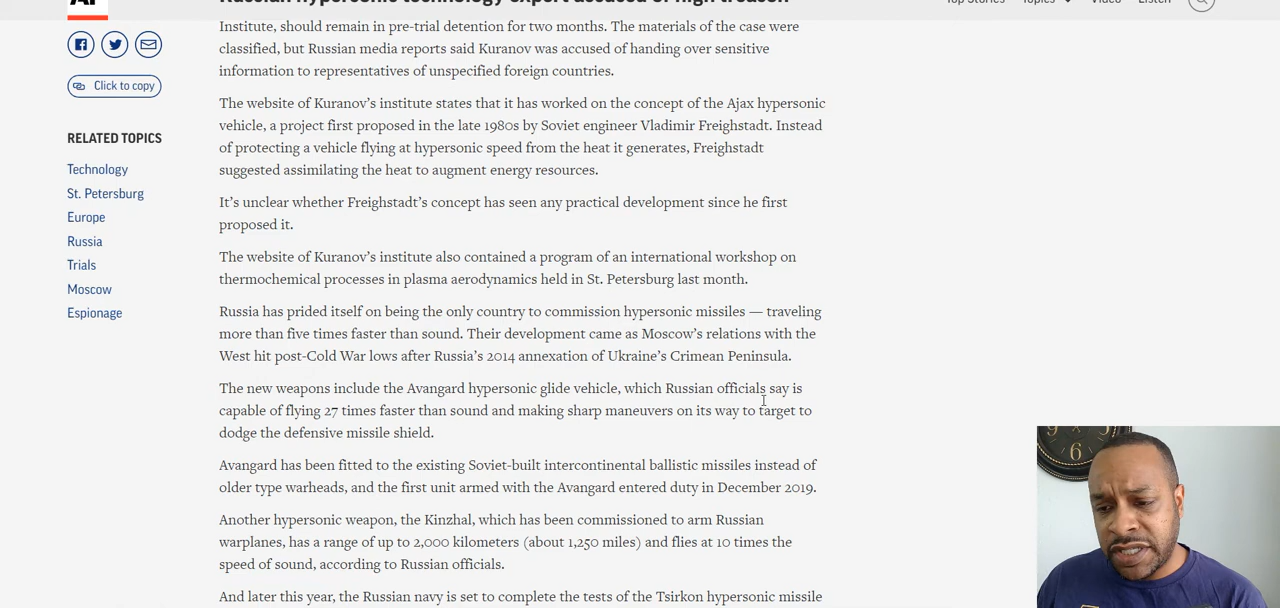 Russian hypersonic technology expert accused of high treason
Top Stories Topics Video Listen
Institute, should remain in pre-trial detention for two months. The materials of the case were
classified, but Russian media reports said Kuranov was accused of handing over sensitive
information to representatives of unspecified foreign countries.
Click to copy
The website of Kuranov’s institute states that it has worked on the concept of the Ajax hypersonic
vehicle, a project first proposed in the late 1980s by Soviet engineer Vladimir Freighstadt. Instead
of protecting a vehicle flying at hypersonic speed from the heat it generates, Freighstadt
suggested assimilating the heat to augment energy resources.
RELATED TOPICS
Technology
St. Petersburg
Europe
Russia
Trials
Moscow
Espionage
It’s unclear whether Freighstadt’s concept has seen any practical development since he first
proposed it.
The website of Kuranov’s institute also contained a program of an international workshop on
thermochemical processes in plasma aerodynamics held in St. Petersburg last month.
Russia has prided itself on being the only country to commission hypersonic missiles — traveling
more than five times faster than sound. Their development came as Moscow’s relations with the
West hit post-Cold War lows after Russia’s 2014 annexation of Ukraine’s Crimean Peninsula.
The new weapons include the Avangard hypersonic glide vehicle, which Russian officials say is
capable of flying 27 times faster than sound and making sharp maneuvers on its way to target to
dodge the defensive missile shield.
Avangard has been fitted to the existing Soviet-built intercontinental ballistic missiles instead of
older type warheads, and the first unit armed with the Avangard entered duty in December 2019.
Another hypersonic weapon, the Kinzhal, which has been commissioned to arm Russian
warplanes, has a range of up to 2,000 kilometers (about 1,250 miles) and flies at 10 times the
speed of sound, according to Russian officials.
And later this year, the Russian navy is set to complete the tests of the Tsirkon hypersonic missile
6